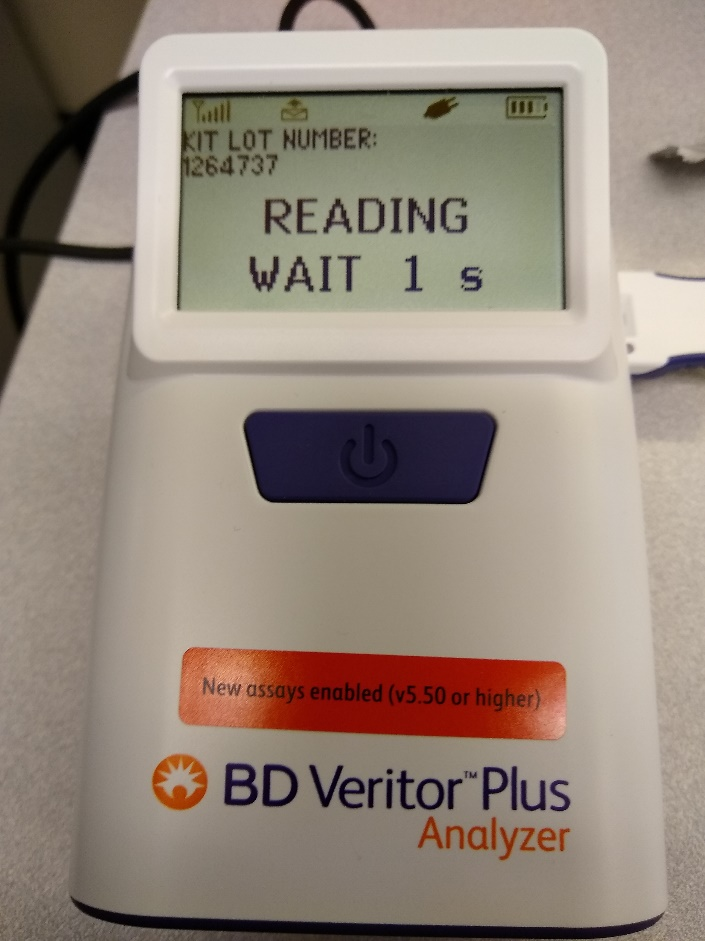 KIT LOT NUMBER:
1264737
READING
WAIT 1 s
New assays enabled (v5.50 or higher)
BD Veritor™ Plus
Analyzer